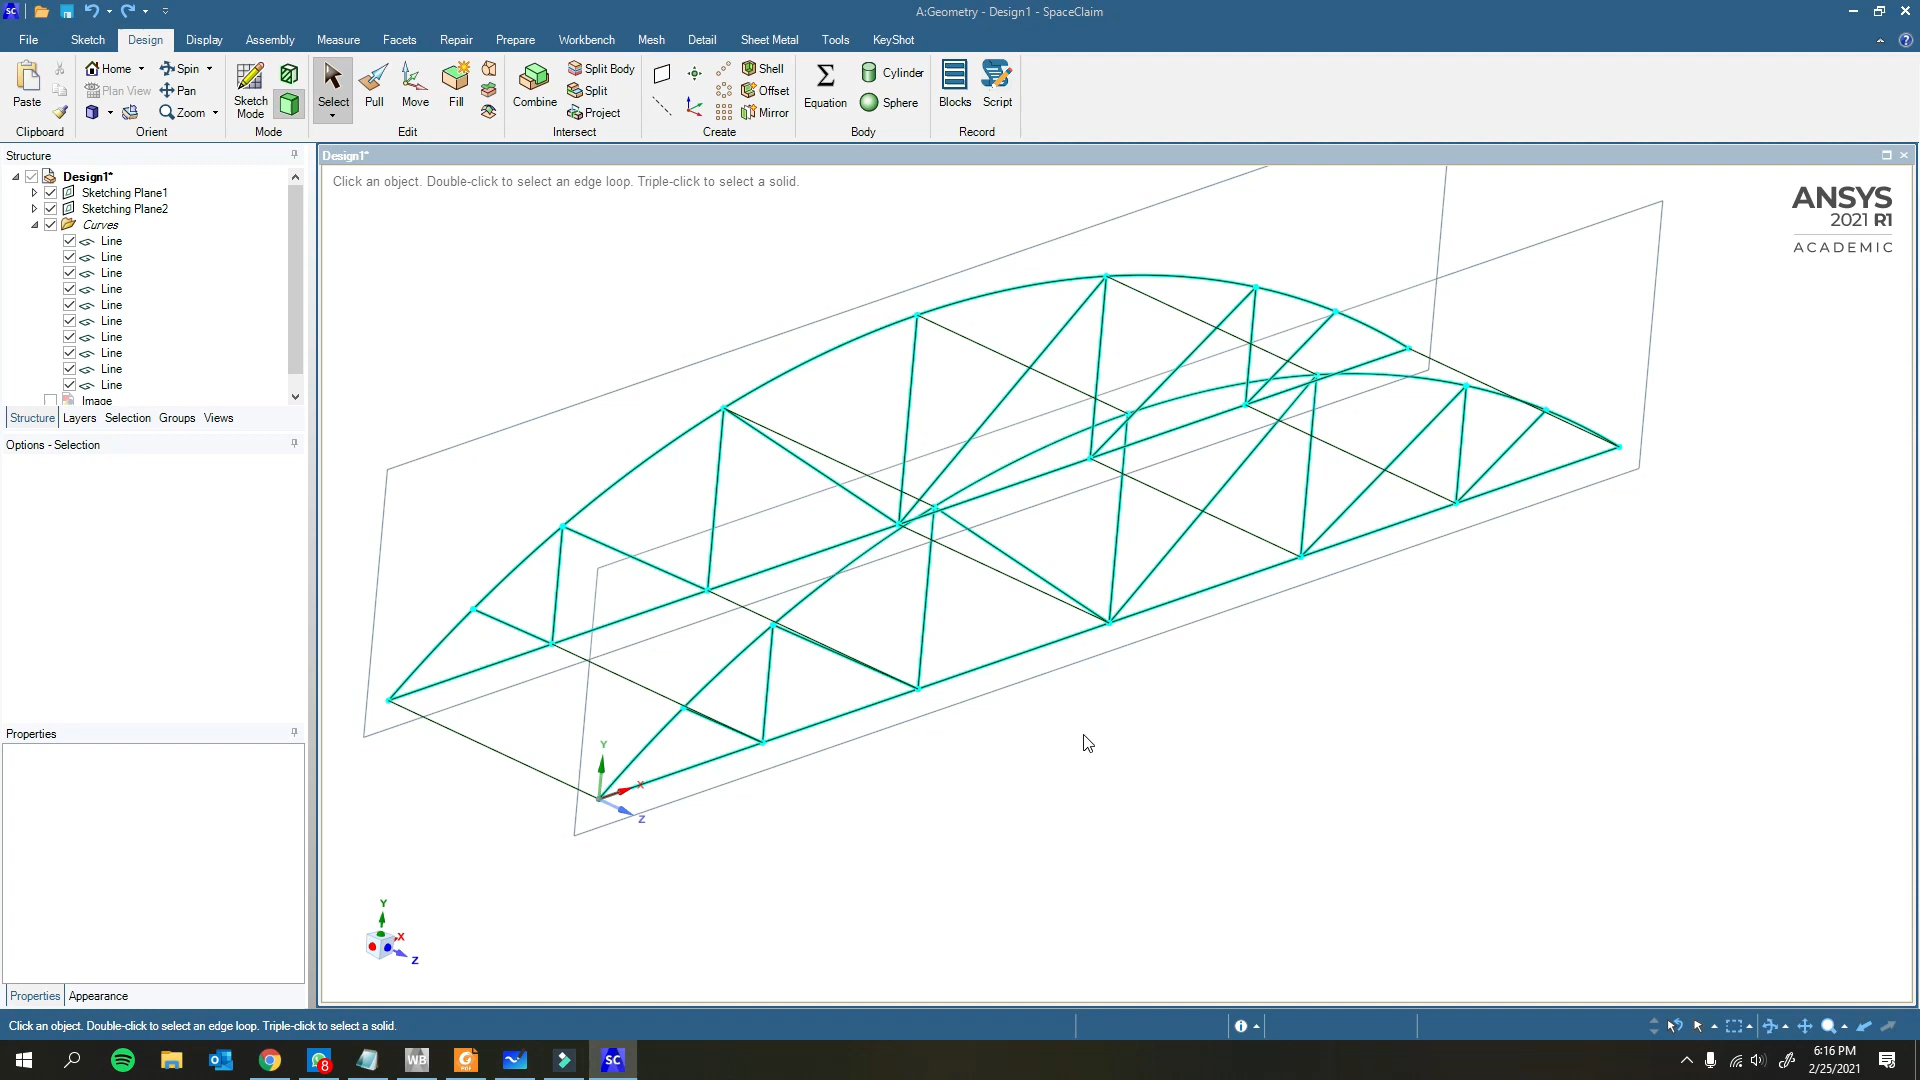 SC
A:Geometry - Design1 - SpaceClaim
File Sketch Design Display Assembly Measure Facets Repair Prepare Workbench Mesh Detail Sheet Metal Tools KeyShot
Paste
Clipboard
Home Spin
Plan View Pan
Zoom
Orient
Sketch
Mode
Mode
Select Pull Move Fill
Edit
Combine
Split Body
Split
Project
Intersect
Shell
Offset
Mirror
Create
Equation
Cylinder
Sphere
Body
Blocks Script
Record
Structure
Design1*
Sketching Plane1
Sketching Plane2
Curves
Line
Line
Line
Line
Line
Line
Line
Line
Line
Line
Image
Structure Layers Selection Groups Views
Options - Selection
Properties
Properties Appearance
Design1*
Click an object. Double-click to select an edge loop. Triple-click to select a solid.
ANSYS
2021 R1
ACADEMIC
Y
X
Z
Y
X
Z
Click an object. Double-click to select an edge loop. Triple-click to select a solid.
8
WB
PDF
SC
6:16 PM
2/25/2021